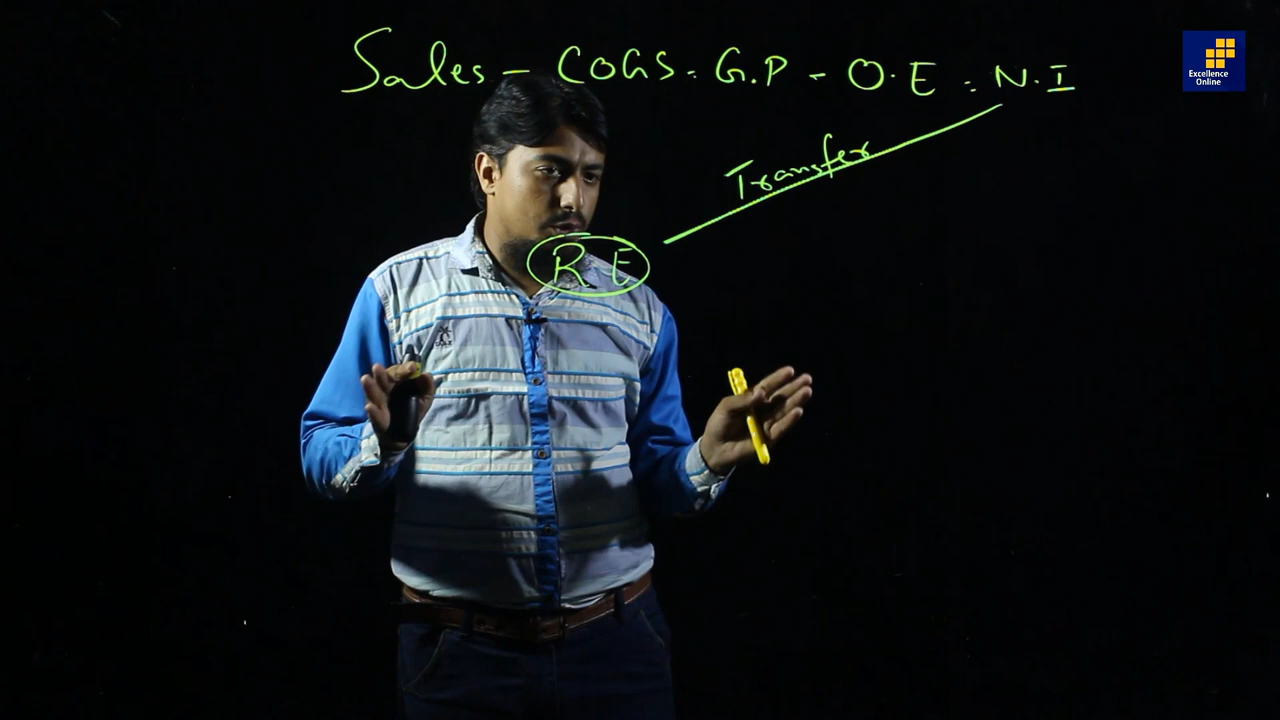 Sales - COGS = G.P - O.E = N.I
Transfer
RE
Excellence
Online